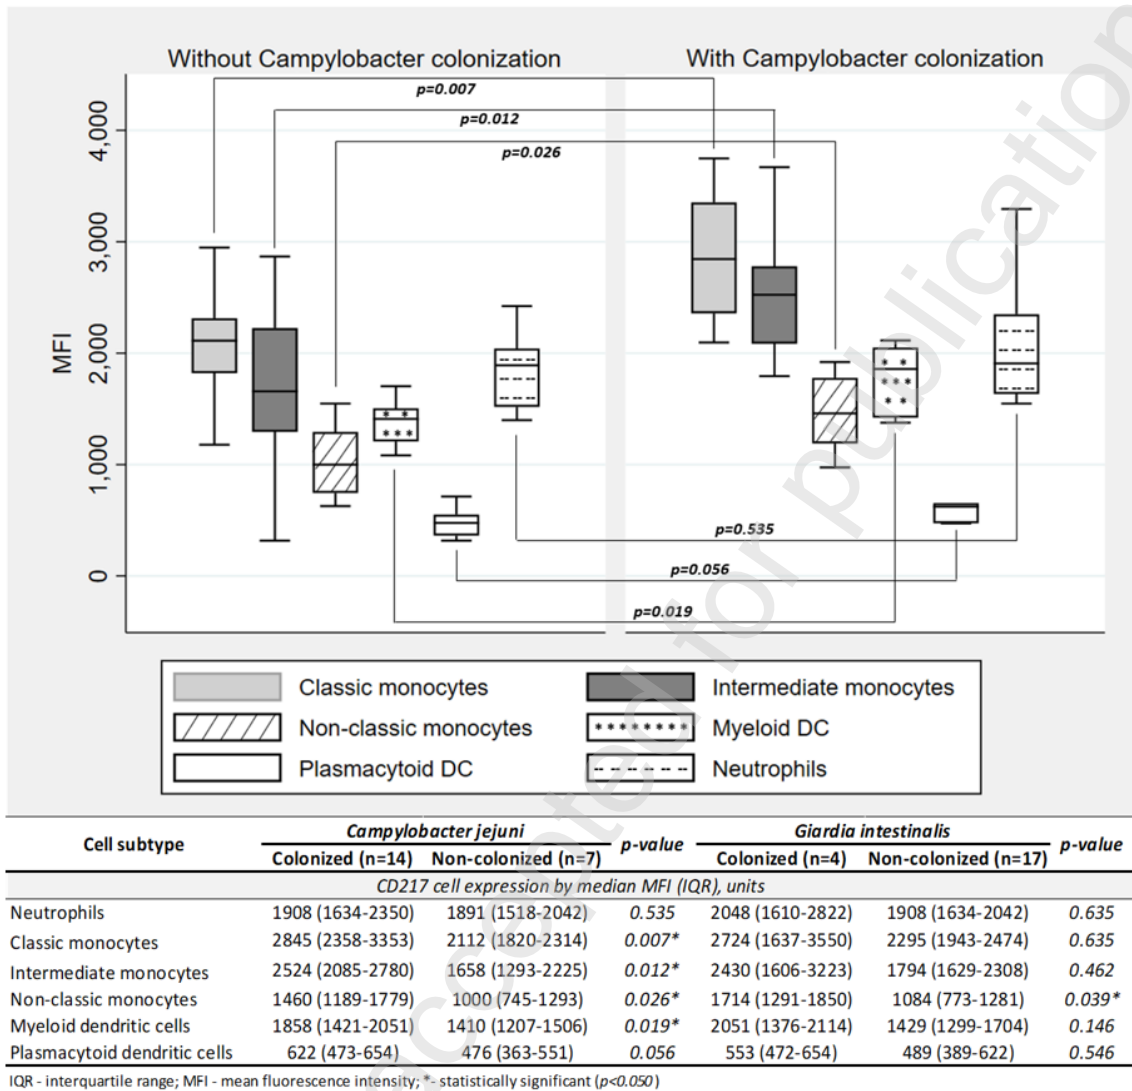 Without Campylobacter colonization
With Campylobacter colonization
p=0.007
p=0.012
p=0.026
4,000
3,000
2,000
1,000
0
MFI
p=0.535
p=0.056
p=0.019
Classic monocytes
Intermediate monocytes
Non-classic monocytes
Myeloid DC
Plasmacytoid DC
Neutrophils
Cell subtype Campylobacter jejuni p-value Giardia intestinalis p-value
Colonized (n=14) Non-colonized (n=7) Colonized (n=4) Non-colonized (n=17)
CD217 cell expression by median MFI (IQR), units
Neutrophils 1908 (1634-2350) 1891 (1518-2042) 0.535 2048 (1610-2822) 1908 (1634-2042) 0.635
Classic monocytes 2845 (2358-3353) 2112 (1820-2314) 0.007* 2724 (1637-3550) 2295 (1943-2474) 0.635
Intermediate monocytes 2524 (2085-2780) 1658 (1293-2225) 0.012* 2430 (1606-3223) 1794 (1629-2308) 0.462
Non-classic monocytes 1460 (1189-1779) 1000 (745-1293) 0.026* 1714 (1291-1850) 1084 (773-1281) 0.039*
Myeloid dendritic cells 1858 (1421-2051) 1410 (1207-1506) 0.019* 2051 (1376-2114) 1429 (1299-1704) 0.146
Plasmacytoid dendritic cells 622 (473-654) 476 (363-551) 0.056 553 (472-654) 489 (389-622) 0.546
IQR - interquartile range; MFI - mean fluorescence intensity; *- statistically significant (p<0.050)
accepted for publication